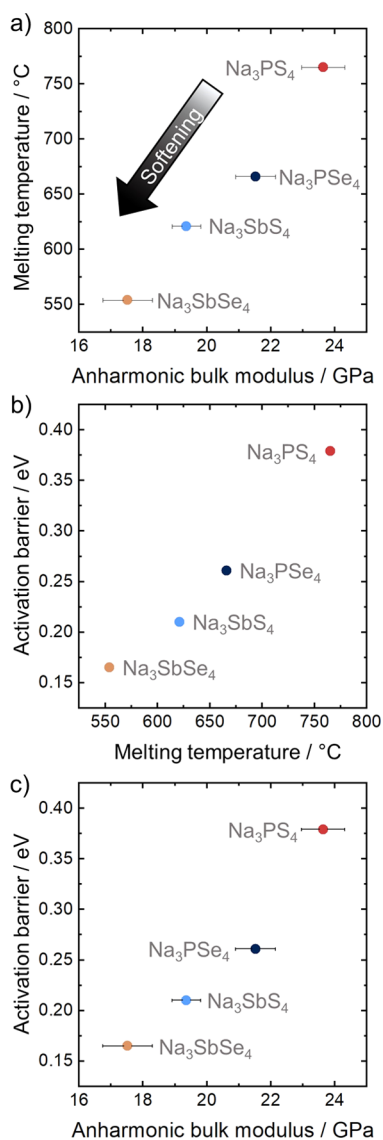 a)
800
750
700
650
600
550
Melting temperature / °C
Softening
Na₃PS₄
Na₃PSe₄
Na₃SbS₄
Na₃SbSe₄
16 18 20 22 24
Anharmonic bulk modulus / GPa
b)
0.40
0.35
0.30
0.25
0.20
0.15
Activation barrier / eV
Na₃PS₄
Na₃PSe₄
Na₃SbS₄
Na₃SbSe₄
550 600 650 700 750 800
Melting temperature / °C
c)
0.40
0.35
0.30
0.25
0.20
0.15
Activation barrier / eV
Na₃PS₄
Na₃PSe₄
Na₃SbS₄
Na₃SbSe₄
16 18 20 22 24
Anharmonic bulk modulus / GPa